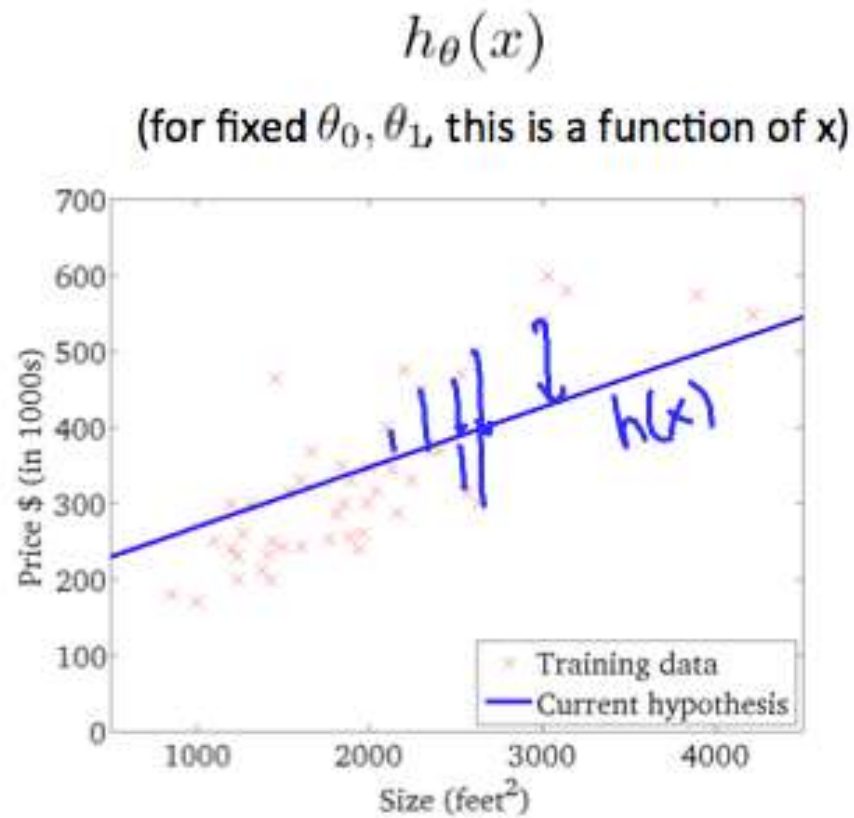 hθ(x)
(for fixed θ0, θ1, this is a function of x)
700
600
500
400
300
200
100
0
Price $ (in 1000s)
h(x)
Training data
Current hypothesis
1000 2000 3000 4000
Size (feet²)